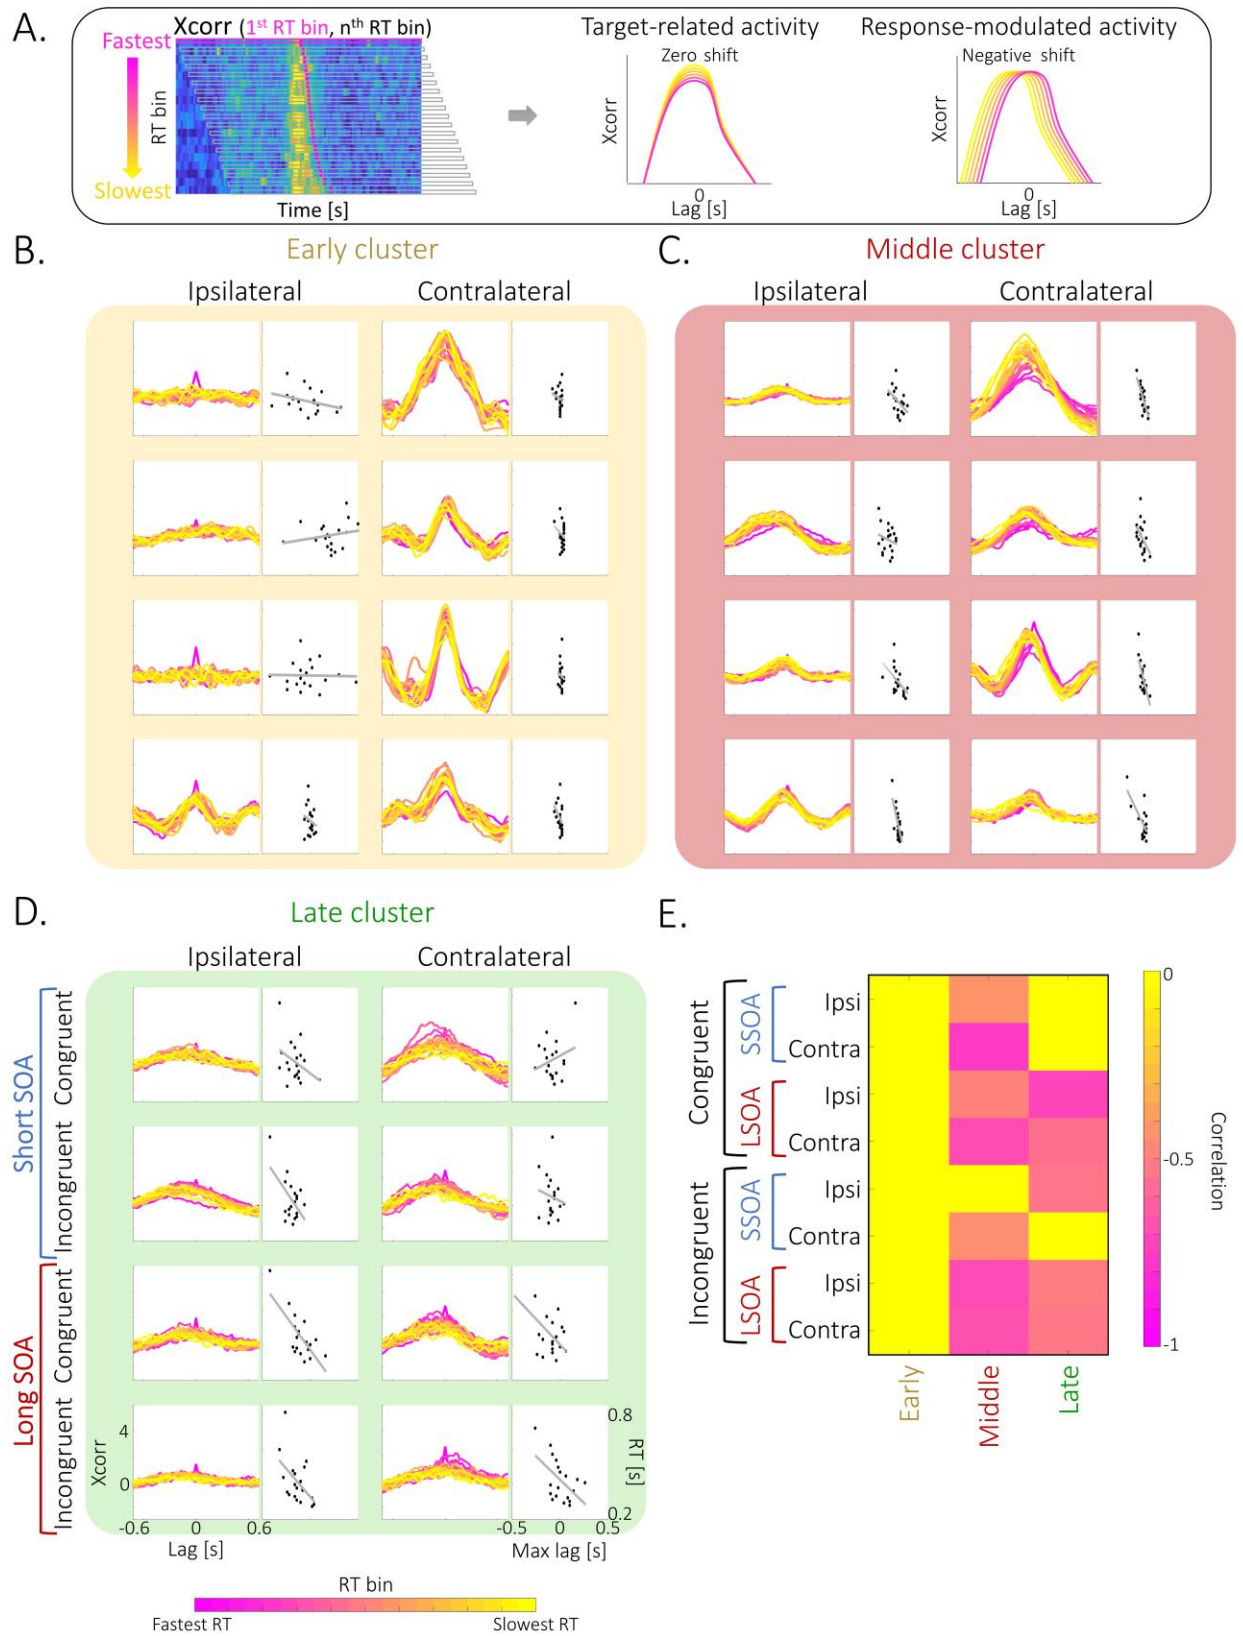 A.
Xcorr (1st RT bin, nth RT bin)
Fastest
RT bin
Slowest
Time [s]
Target-related activity
Zero shift
Xcorr
0
Lag [s]
Response-modulated activity
Negative shift
Xcorr
0
Lag [s]
B.
Early cluster
Ipsilateral
Contralateral
C.
Middle cluster
Ipsilateral
Contralateral
D.
Late cluster
Ipsilateral
Contralateral
Short SOA
Congruent
Incongruent
Long SOA
Congruent
Incongruent
Xcorr
4
0
-0.6 0 0.6
Lag [s]
0.8
RT [s]
0.2
-0.5 0 0.5
Max lag [s]
RT bin
Fastest RT
Slowest RT
E.
Congruent
SSOA
Ipsi
Contra
LSOA
Ipsi
Contra
Incongruent
SSOA
Ipsi
Contra
LSOA
Ipsi
Contra
Early
Middle
Late
0
-0.5
-1
Correlation